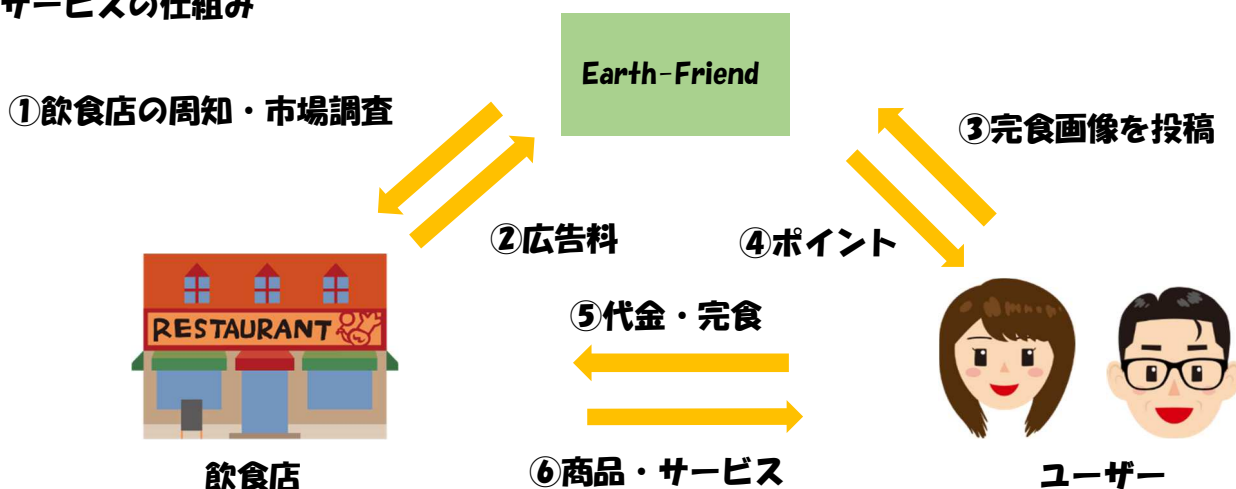 サービスの仕組み
Earth-Friend
①飲食店の周知・市場調査
③完食画像を投稿
②広告料
④ポイント
⑤代金・完食
RESTAURANT
⑥商品・サービス
飲食店
ユーザー